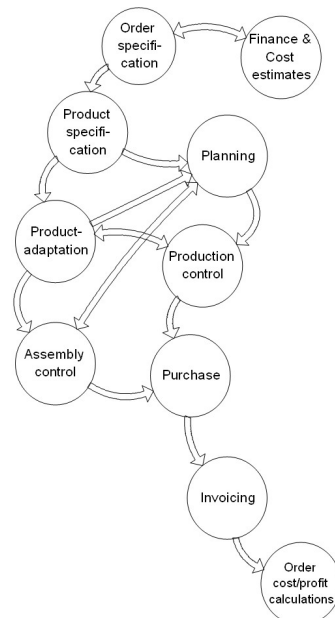 Order
specifi-
cation
Finance &
Cost
estimates
Product
specifi-
cation
Planning
Product-
adaptation
Production
control
Assembly
control
Purchase
Invoicing
Order
cost/profit
calculations